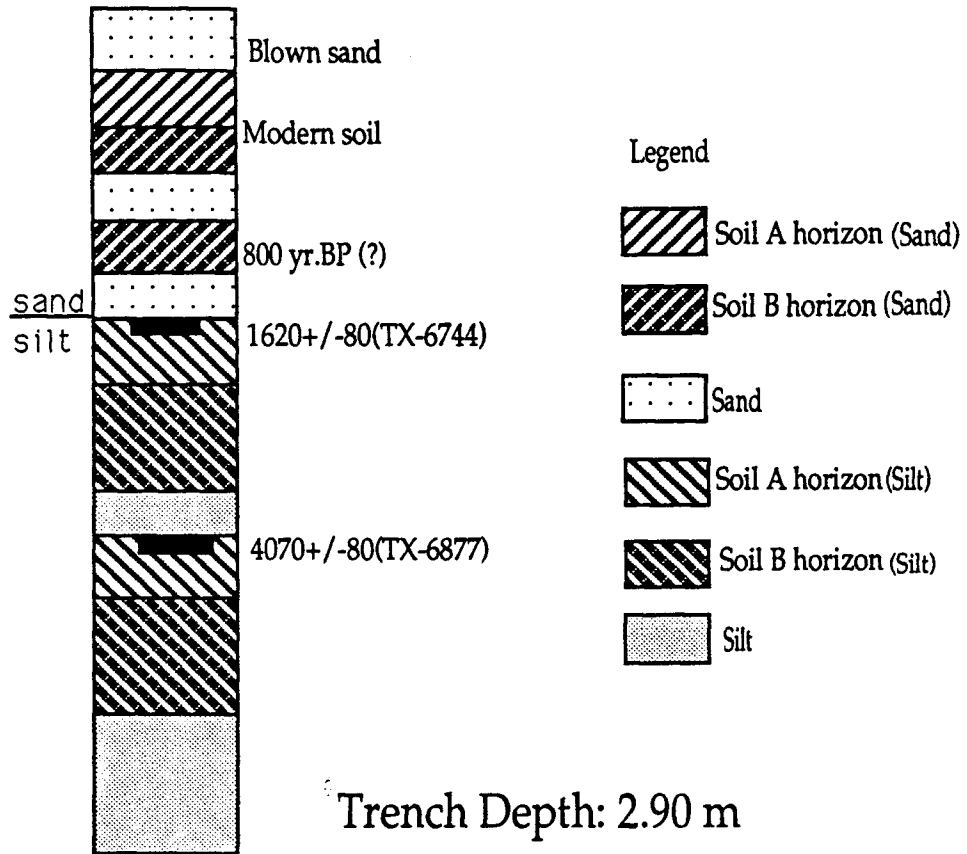 Blown sand
Modern soil
800 yr.BP (?)
sand
silt
1620+/-80(TX-6744)
4070+/-80(TX-6877)
Legend
Soil A horizon (Sand)
Soil B horizon (Sand)
Sand
Soil A horizon (Silt)
Soil B horizon (Silt)
Silt
Trench Depth: 2.90 m